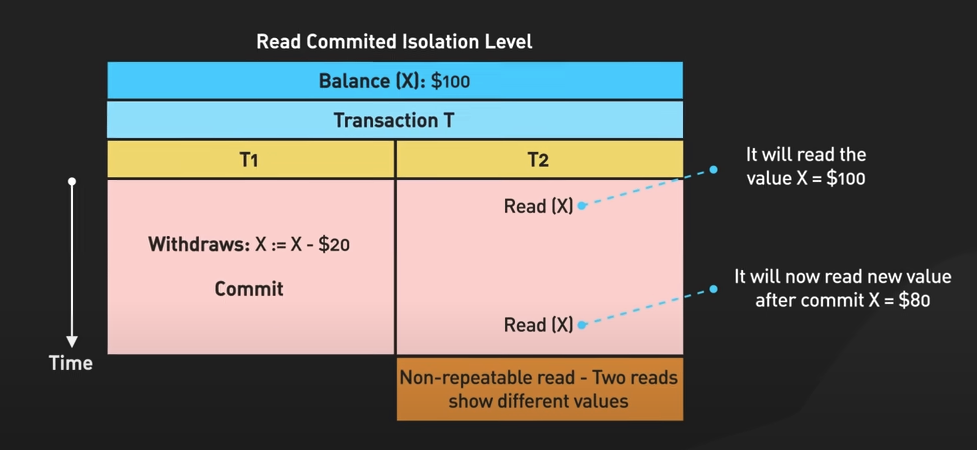 Read Commited Isolation Level
Balance (X): $100
Transaction T
T1
T2
It will read the
value X = $100
Read (X)
Withdraws: X := X - $20
Commit
It will now read new value
after commit X = $80
Read (X)
Time
Non-repeatable read - Two reads
show different values